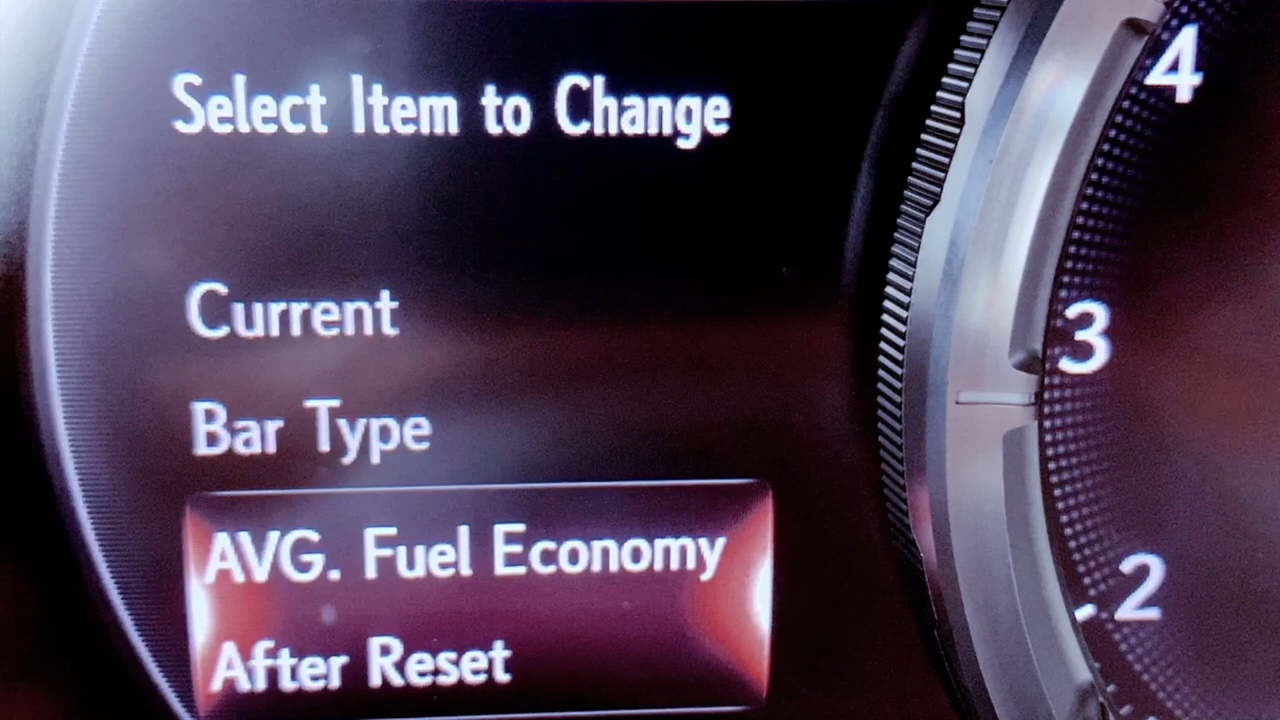 Select Item to Change
Current
Bar Type
AVG. Fuel Economy
After Reset
4
3
2